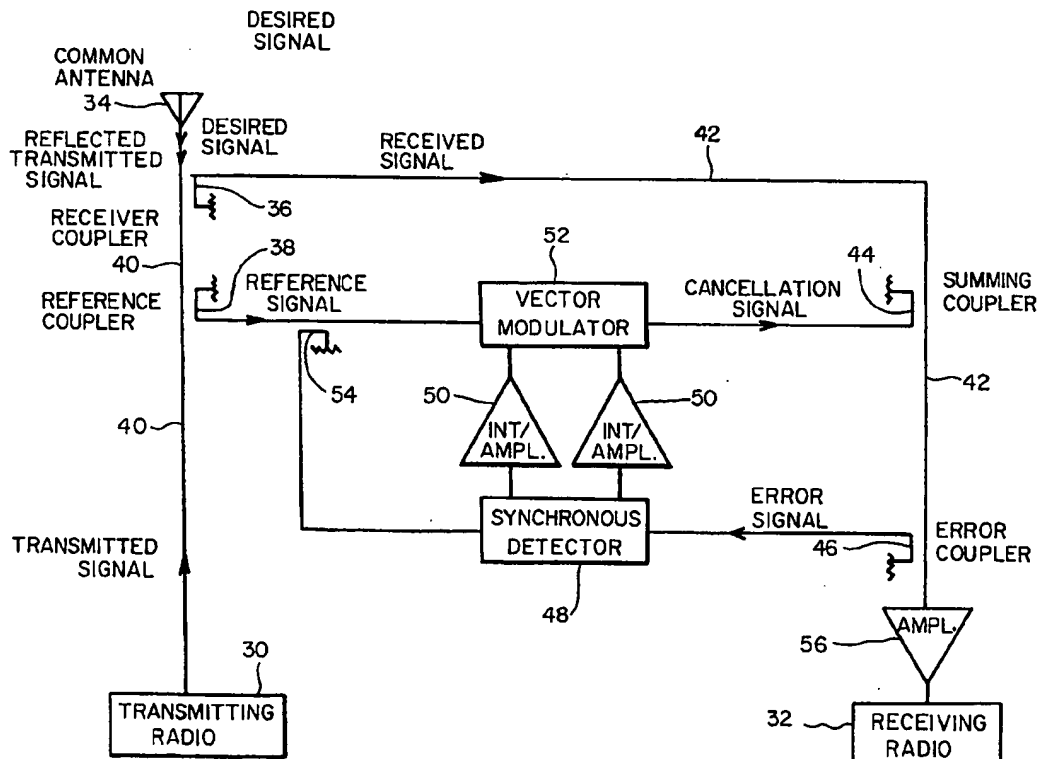 DESIRED
SIGNAL
COMMON
ANTENNA
34
REFLECTED
TRANSMITTED
SIGNAL
DESIRED
SIGNAL
RECEIVED
SIGNAL
42
36
RECEIVER
COUPLER
40
38
REFERENCE
COUPLER
REFERENCE
SIGNAL
52
VECTOR
MODULATOR
CANCELLATION
SIGNAL
44
SUMMING
COUPLER
54
50
INT/
AMPL.
50
INT/
AMPL.
42
40
TRANSMITTED
SIGNAL
SYNCHRONOUS
DETECTOR
48
ERROR
SIGNAL
46
ERROR
COUPLER
AMPL.
56
30
TRANSMITTING
RADIO
32
RECEIVING
RADIO